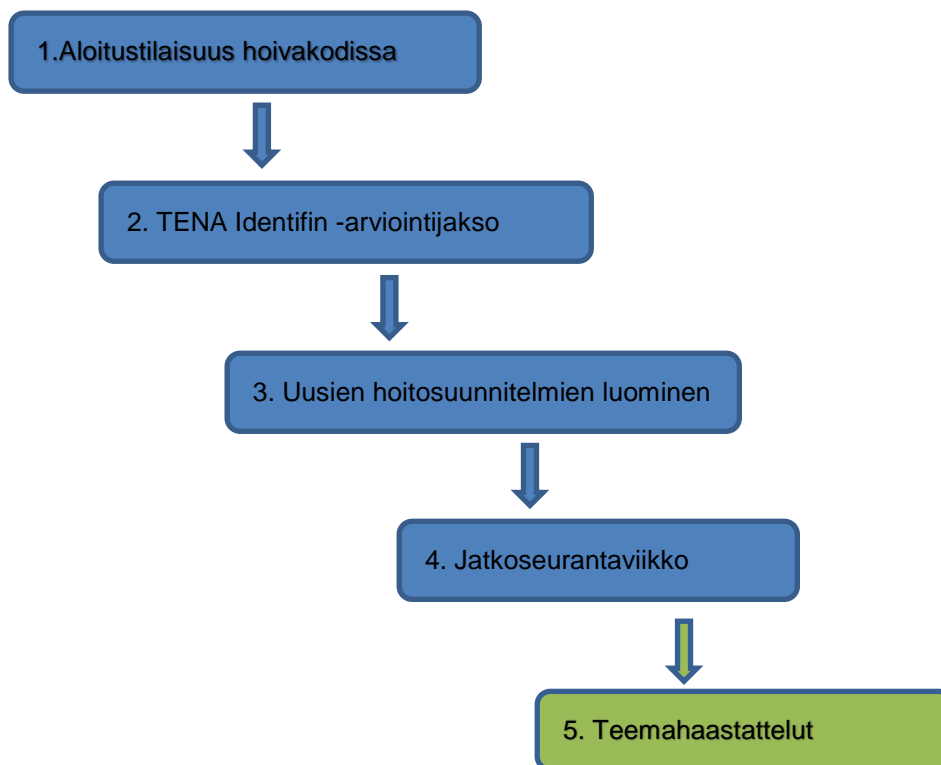 1.Aloitustilaisuus hoivakodissa
2. TENA Identifin -arviointijakso
3. Uusien hoitosuunnitelmien luominen
4. Jatkoseurantaviikko
5. Teemahaastattelut